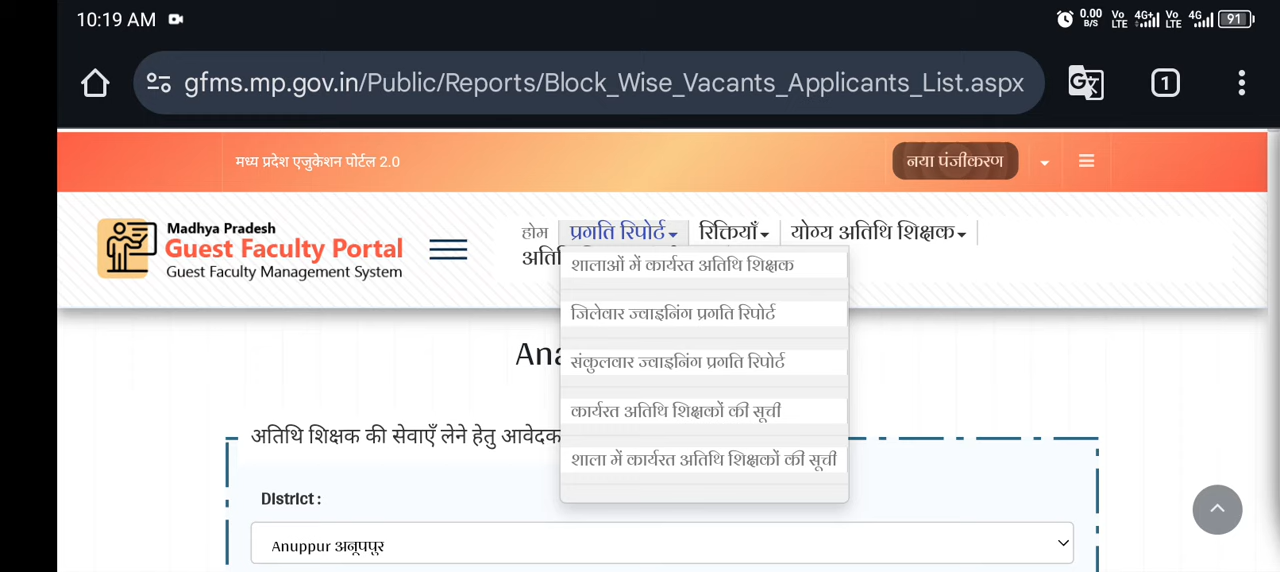 10:19 AM
0.00 B/S Vo LTE 4G+ Vo LTE 4G 91
gfms.mp.gov.in/Public/Reports/Block_Wise_Vacants_Applicants_List.aspx
1
मध्य प्रदेश एजुकेशन पोर्टल 2.0
नया पंजीकरण
Madhya Pradesh
Guest Faculty Portal
Guest Faculty Management System
होम
प्रगति रिपोर्ट
रिक्तियाँ
योग्य अतिथि शिक्षक
शालाओं में कार्यरत अतिथि शिक्षक
जिलेवार ज्वाइनिंग प्रगति रिपोर्ट
संकुलवार ज्वाइनिंग प्रगति रिपोर्ट
कार्यरत अतिथि शिक्षकों की सूची
शाला में कार्यरत अतिथि शिक्षकों की सूची
अतिथि शिक्षक की सेवाएँ लेने हेतु
District :
Anuppur अनूपपुर